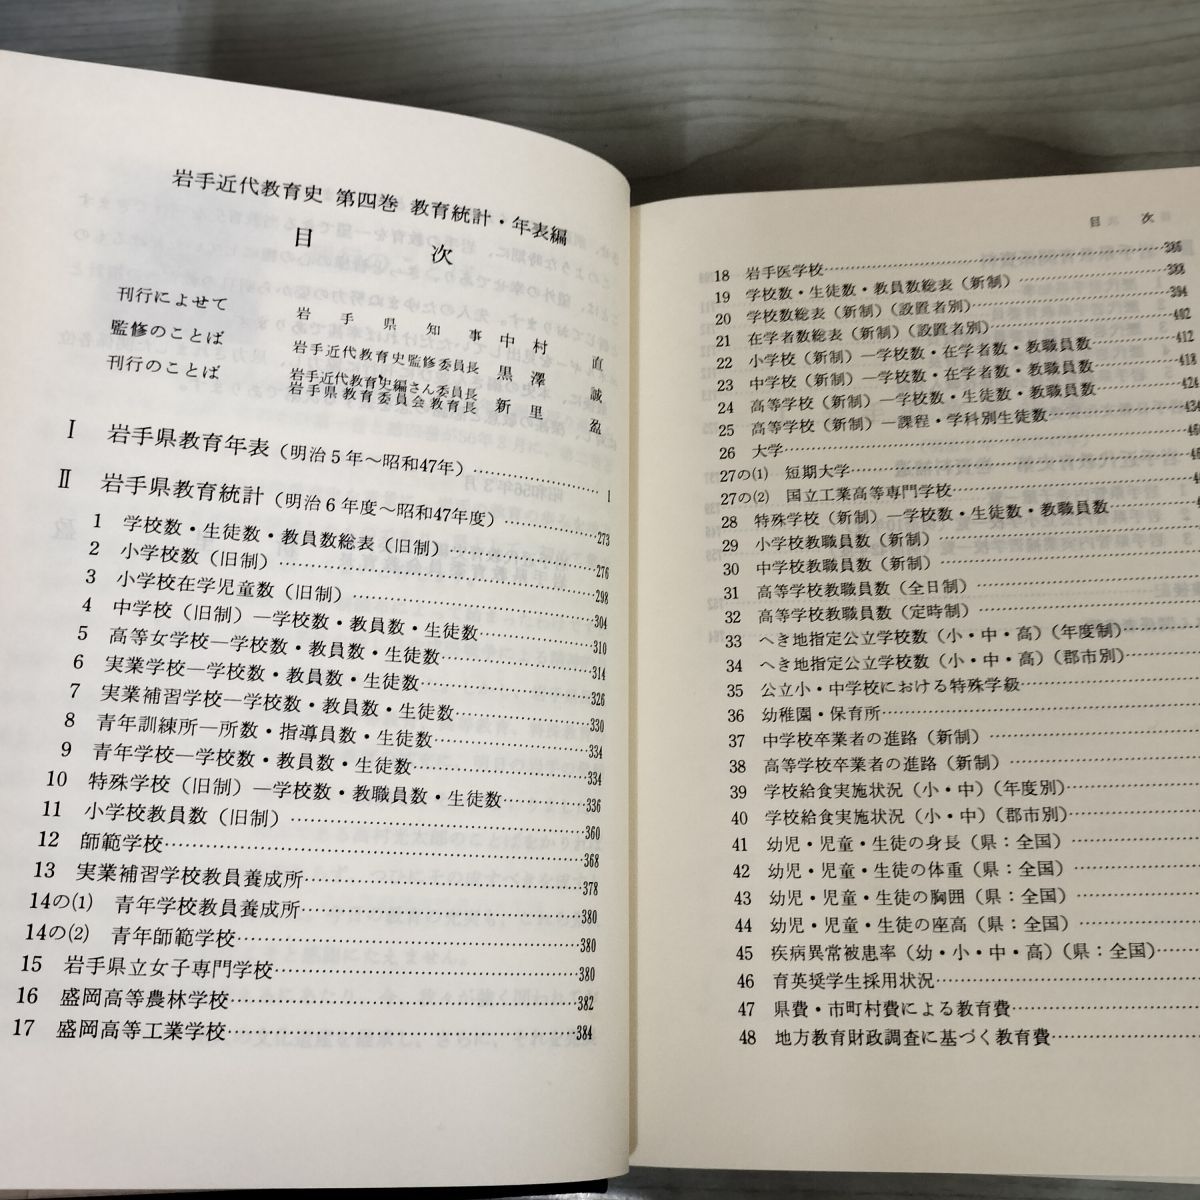 岩手近代教育史 第四巻 教育統計・年表編
目次
刊行によせて 岩手県知事 中村直
監修のことば 岩手近代教育史監修委員長 黒澤誠
刊行のことば 岩手近代教育史編さん委員長 岩手県教育委員会教育長 新里盈
Ⅰ 岩手県教育年表(明治5年〜昭和47年)……1
Ⅱ 岩手県教育統計(明治6年度〜昭和47年度)……273
1 学校数・生徒数・教員数総表(旧制)……276
2 小学校数(旧制)……298
3 小学校在学児童数(旧制)……304
4 中学校(旧制)―学校数・教員数・生徒数……310
5 高等女学校―学校数・教員数・生徒数……314
6 実業学校―学校数・教員数・生徒数……326
7 実業補習学校―学校数・教員数・生徒数……330
8 青年訓練所―所数・指導員数・生徒数……334
9 青年学校―学校数・教員数・生徒数……334
10 特殊学校(旧制)―学校数・教職員数・生徒数……336
11 小学校教員数(旧制)……360
12 師範学校……368
13 実業補習学校教員養成所……378
14の(1) 青年学校教員養成所……380
14の(2) 青年師範学校……380
15 岩手県立女子専門学校……380
16 盛岡高等農林学校……382
17 盛岡高等工業学校……384
目次
18 岩手医学校……386
19 学校数・生徒数・教員数総表(新制)……393
20 学校数総表(新制)(設置者別)……394
21 在学者数総表(新制)(設置者別)……402
22 小学校(新制)―学校数・在学者数・教職員数……412
23 中学校(新制)―学校数・在学者数・教職員数……418
24 高等学校(新制)―学校数・生徒数・教職員数……424
25 高等学校(新制)―課程・学科別生徒数……434
26 大学……
27の(1) 短期大学……
27の(2) 国立工業高等専門学校……
28 特殊学校(新制)―学校数・生徒数・教職員数……
29 小学校教職員数(新制)……
30 中学校教職員数(新制)……
31 高等学校教職員数(全日制)……
32 高等学校教職員数(定時制)……
33 へき地指定公立学校数(小・中・高)(年度制)……
34 へき地指定公立学校数(小・中・高)(郡市別)……
35 公立小・中学校における特殊学級……
36 幼稚園・保育所……
37 中学校卒業者の進路(新制)……
38 高等学校卒業者の進路(新制)……
39 学校給食実施状況(小・中)(年度別)……
40 学校給食実施状況(小・中)(郡市別)……
41 幼児・児童・生徒の身長(県:全国)……
42 幼児・児童・生徒の体重(県:全国)……
43 幼児・児童・生徒の胸囲(県:全国)……
44 幼児・児童・生徒の座高(県:全国)……
45 疾病異常被患率(幼・小・中・高)(県:全国)……
46 育英奨学生採用状況……
47 県費・市町村費による教育費……
48 地方教育財政調査に基づく教育費……